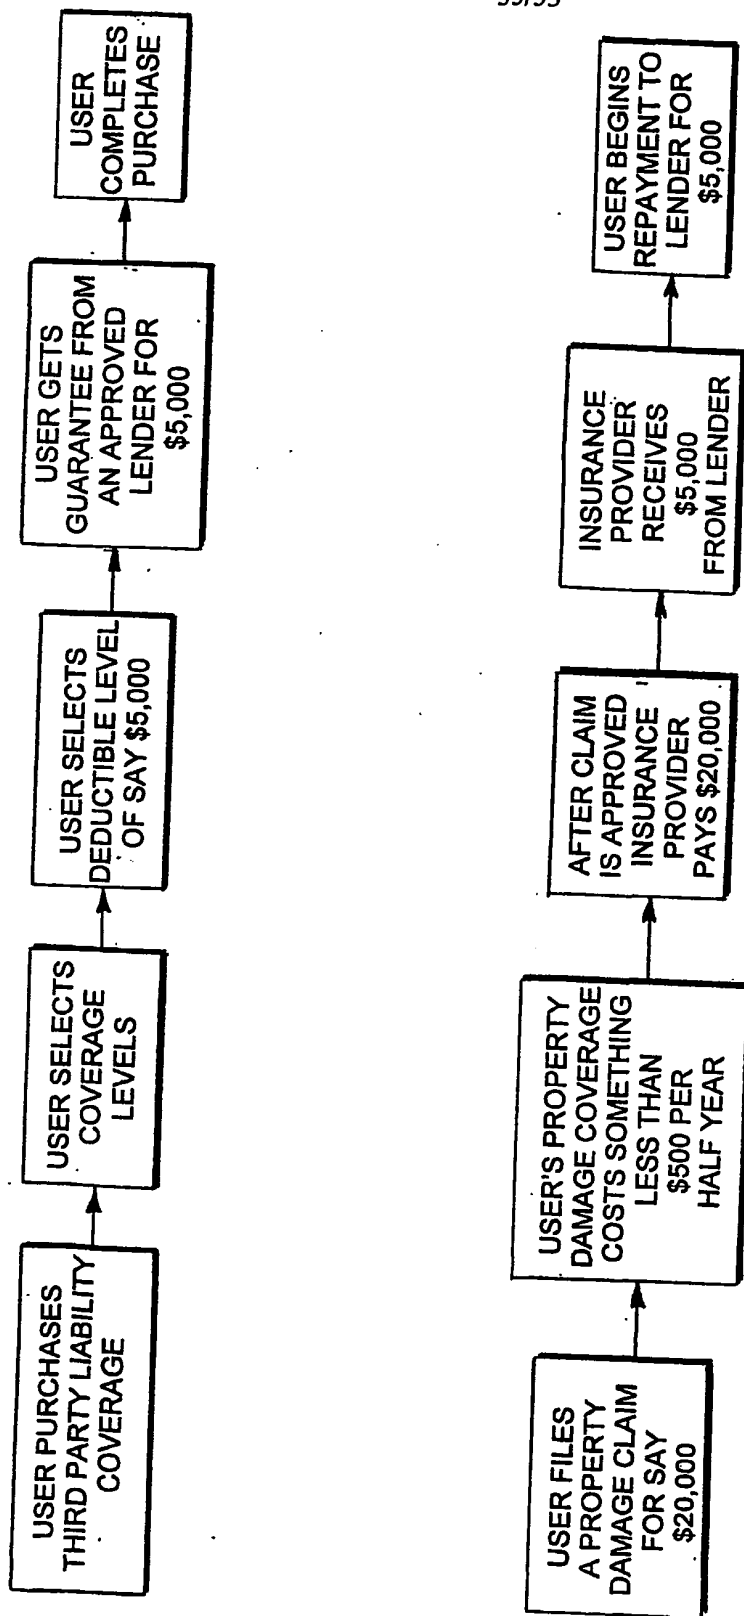 USER PURCHASES
THIRD PARTY LIABILITY
COVERAGE
USER SELECTS
COVERAGE
LEVELS
USER SELECTS
DEDUCTIBLE LEVEL
OF SAY $5,000
USER GETS
GUARANTEE FROM
AN APPROVED
LENDER FOR
$5,000
USER
COMPLETES
PURCHASE
USER FILES
A PROPERTY
DAMAGE CLAIM
FOR SAY
$20,000
USER'S PROPERTY
DAMAGE COVERAGE
COSTS SOMETHING
LESS THAN
$500 PER
HALF YEAR
AFTER CLAIM
IS APPROVED
INSURANCE
PROVIDER
PAYS $20,000
INSURANCE
PROVIDER
RECEIVES
$5,000
FROM LENDER
USER BEGINS
REPAYMENT TO
LENDER FOR
$5,000